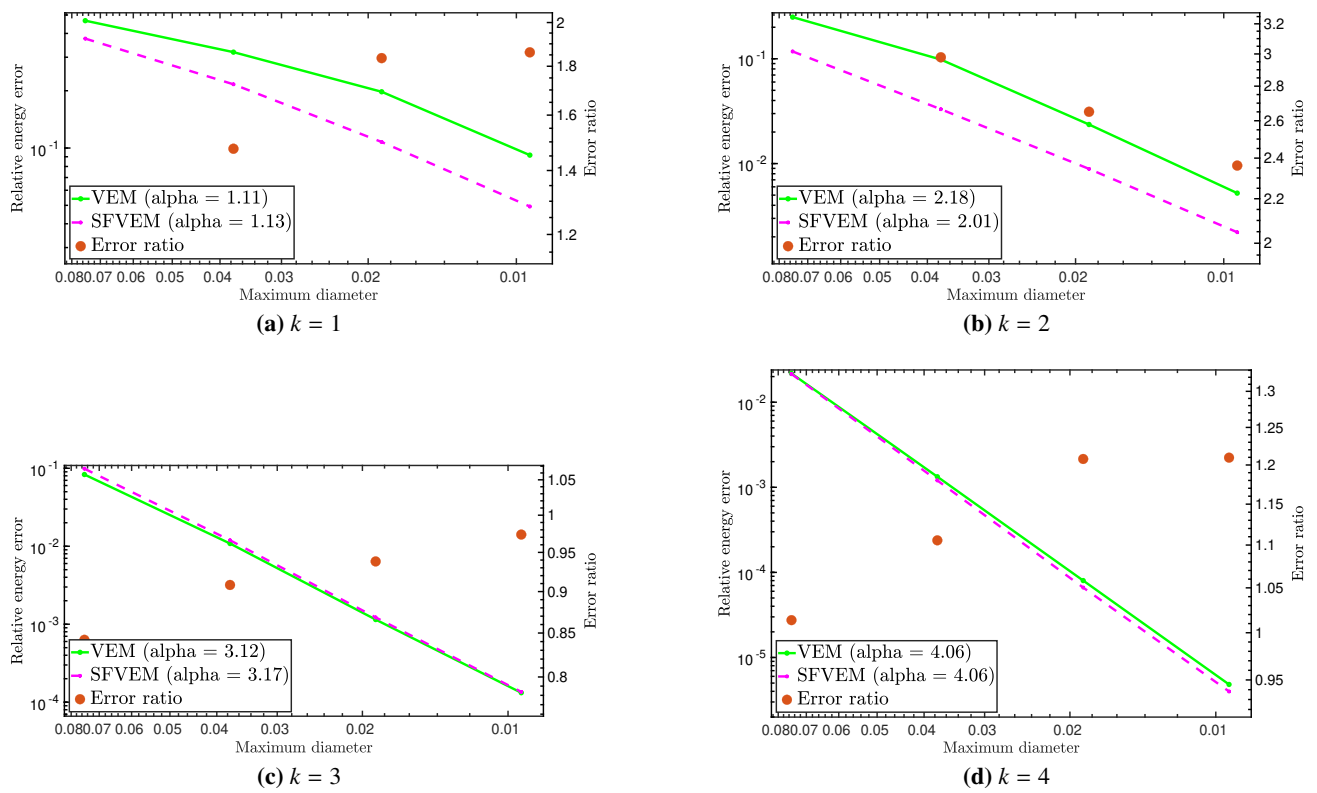 Relative energy error
10^-1
2
1.8
1.6
1.4
1.2
Error ratio
VEM (alpha = 1.11)
SFVEM (alpha = 1.13)
Error ratio
0.08 0.07 0.06 0.05 0.04 0.03 0.02 0.01
Maximum diameter
(a) k = 1
Relative energy error
10^-1
10^-2
3.2
3
2.8
2.6
2.4
2.2
2
Error ratio
VEM (alpha = 2.18)
SFVEM (alpha = 2.01)
Error ratio
0.08 0.07 0.06 0.05 0.04 0.03 0.02 0.01
Maximum diameter
(b) k = 2
Relative energy error
10^-1
10^-2
10^-3
10^-4
1.05
1
0.95
0.9
0.85
0.8
Error ratio
VEM (alpha = 3.12)
SFVEM (alpha = 3.17)
Error ratio
0.08 0.07 0.06 0.05 0.04 0.03 0.02 0.01
Maximum diameter
(c) k = 3
Relative energy error
10^-2
10^-3
10^-4
10^-5
1.3
1.25
1.2
1.15
1.1
1.05
1
0.95
Error ratio
VEM (alpha = 4.06)
SFVEM (alpha = 4.06)
Error ratio
0.08 0.07 0.06 0.05 0.04 0.03 0.02 0.01
Maximum diameter
(d) k = 4